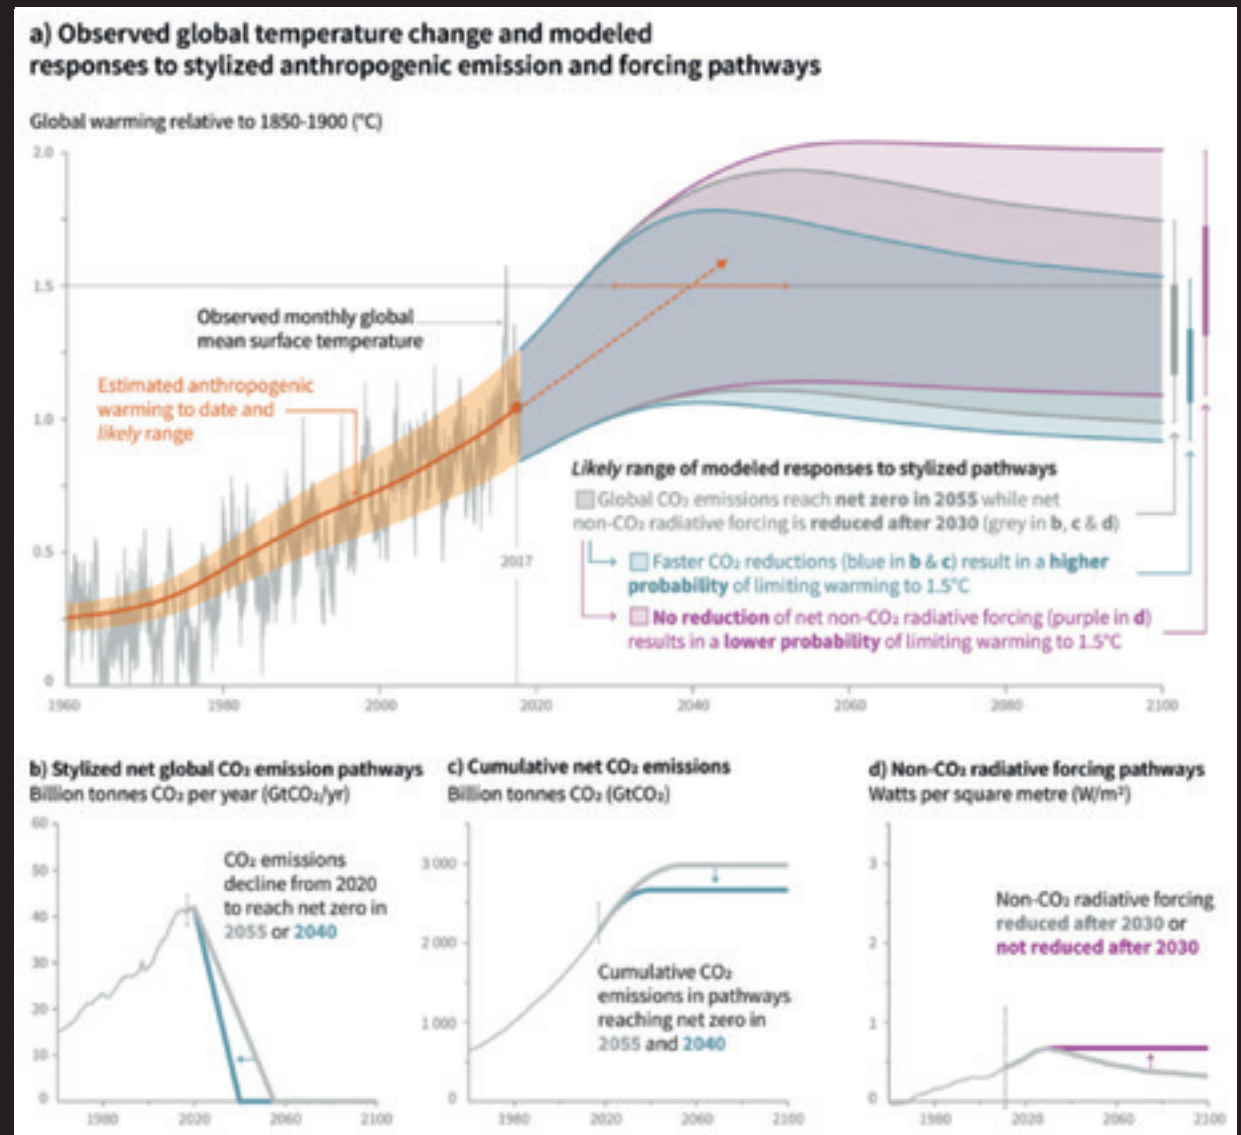 a) Observed global temperature change and modeled
responses to stylized anthropogenic emission and forcing pathways
Global warming relative to 1850-1900 (°C)
2.0
1.5
1.0
0.5
0
1960
1980
2000
2020
2040
2060
2080
2100
2017
Observed monthly global
mean surface temperature
Estimated anthropogenic
warming to date and
likely range
Likely range of modeled responses to stylized pathways
Global CO₂ emissions reach net zero in 2055 while net
non-CO₂ radiative forcing is reduced after 2030 (grey in b, c & d)
Faster CO₂ reductions (blue in b & c) result in a higher
probability of limiting warming to 1.5°C
No reduction of net non-CO₂ radiative forcing (purple in d)
results in a lower probability of limiting warming to 1.5°C
b) Stylized net global CO₂ emission pathways
Billion tonnes CO₂ per year (GtCO₂/yr)
60
50
40
30
20
10
0
1980
2020
2060
2100
CO₂ emissions
decline from 2020
to reach net zero in
2055 or 2040
c) Cumulative net CO₂ emissions
Billion tonnes CO₂ (GtCO₂)
3 000
2 000
1 000
0
1980
2020
2060
2100
Cumulative CO₂
emissions in pathways
reaching net zero in
2055 and 2040
d) Non-CO₂ radiative forcing pathways
Watts per square metre (W/m²)
3
2
1
0
1980
2020
2060
2100
Non-CO₂ radiative forcing
reduced after 2030 or
not reduced after 2030